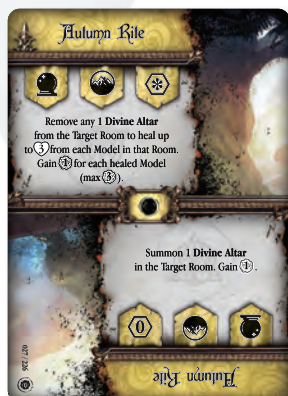 Autumn Rite
Remove any 1 Divine Altar
from the Target Room to heal up
to 3 from each Model in that Room.
Gain 1 for each healed Model
(max 3).
Summon 1 Divine Altar
in the Target Room. Gain 1.
0
Autumn Rite
027 / 226